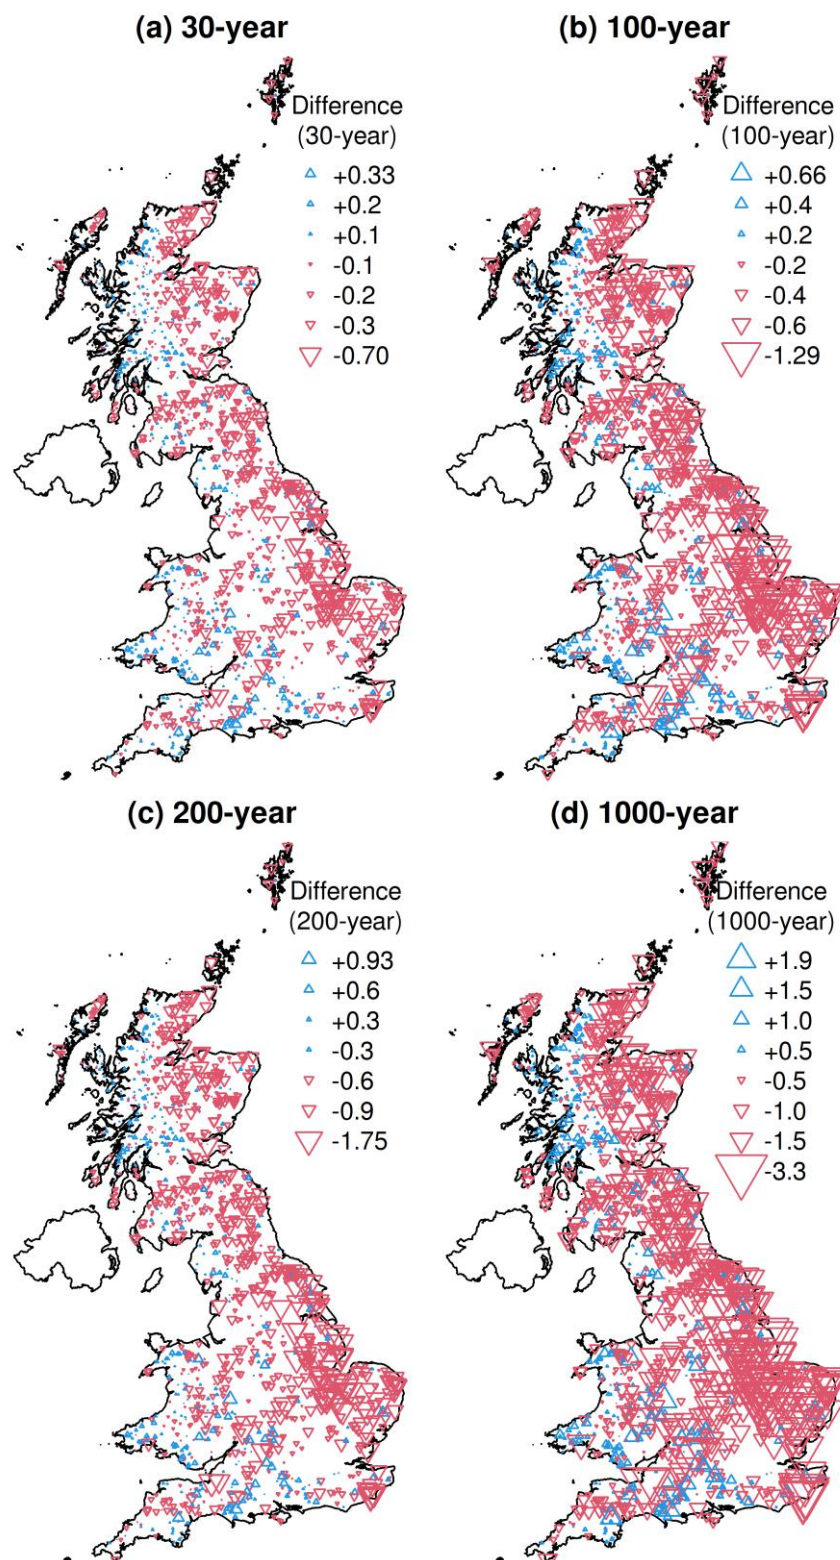 (a) 30-year
Difference
(30-year)
+0.33
+0.2
+0.1
-0.1
-0.2
-0.3
-0.70
(b) 100-year
Difference
(100-year)
+0.66
+0.4
+0.2
-0.2
-0.4
-0.6
-1.29
(c) 200-year
Difference
(200-year)
+0.93
+0.6
+0.3
-0.3
-0.6
-0.9
-1.75
(d) 1000-year
Difference
(1000-year)
+1.9
+1.5
+1.0
+0.5
-0.5
-1.0
-1.5
-3.3